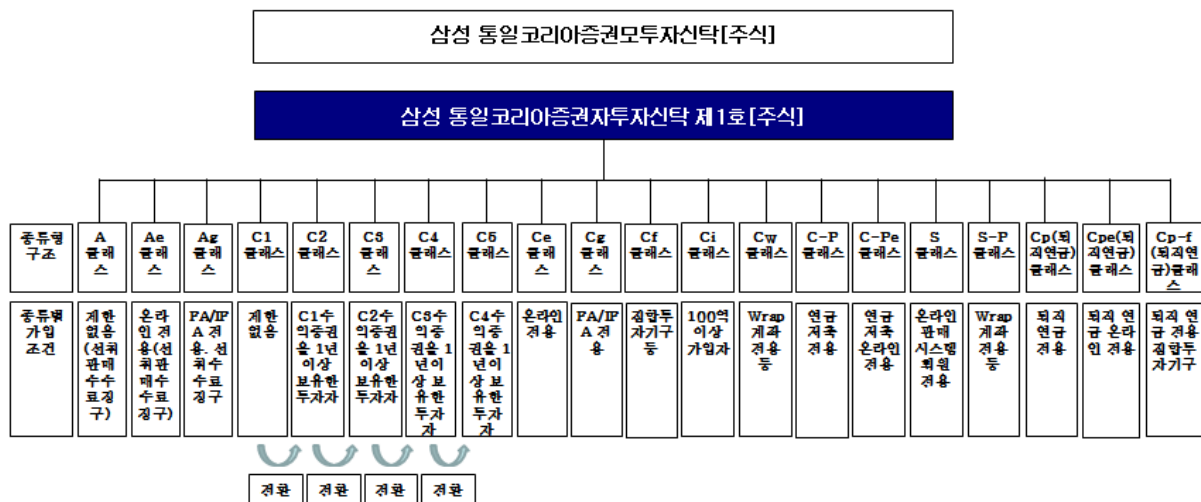 삼성 통일코리아증권모투자신탁[주식]
삼성 통일코리아증권자투자신탁 제1호[주식]
종류형
구조
A
클래
스
Ae
클래
스
Ag
클래
스
C1
클래스
C2
클래스
C3
클래스
C4
클래스
C5
클래스
Ce
클래스
Cg
클래스
Cf
클래스
Ci
클래스
Cw
클래스
C-P
클래스
C-Pe
클래스
S
클래스
S-P
클래스
Cp(퇴
직연금)
클래스
Cpe(퇴
직연금)
클래스
Cp-f
(퇴직연
금)클래
스
종류별
가입
조건
제한
없음
(선취
판매
수수
료징
구)
온라
인 전
용(선
취판
매수
수료
징구)
FA/IF
A 전
용. 선
취수
수료
징구
제한
없음
C1수
익증권
을 1년
이상
보유한
투자자
C2수
익증권
을 1년
이상
보유한
투자자
C3수
익증
권을 1
년이
상 보
유한
투자
자
C4수
익증
권을 1
년이
상 보
유한
투자
자
온라인
전용
FA/IF
A 전
용
집합투
자기구
등
100억
이상
가입자
Wrap
계좌
전용
등
연금
저축
전용
연금
저축
온라인
전용
온라인
판매
시스템
회원
전용
Wrap
계좌
전용
등
퇴직
연금
전용
퇴직 연
금 온라
인 전용
퇴직 연
금 전용
집합투
자기구
전환
전환
전환
전환